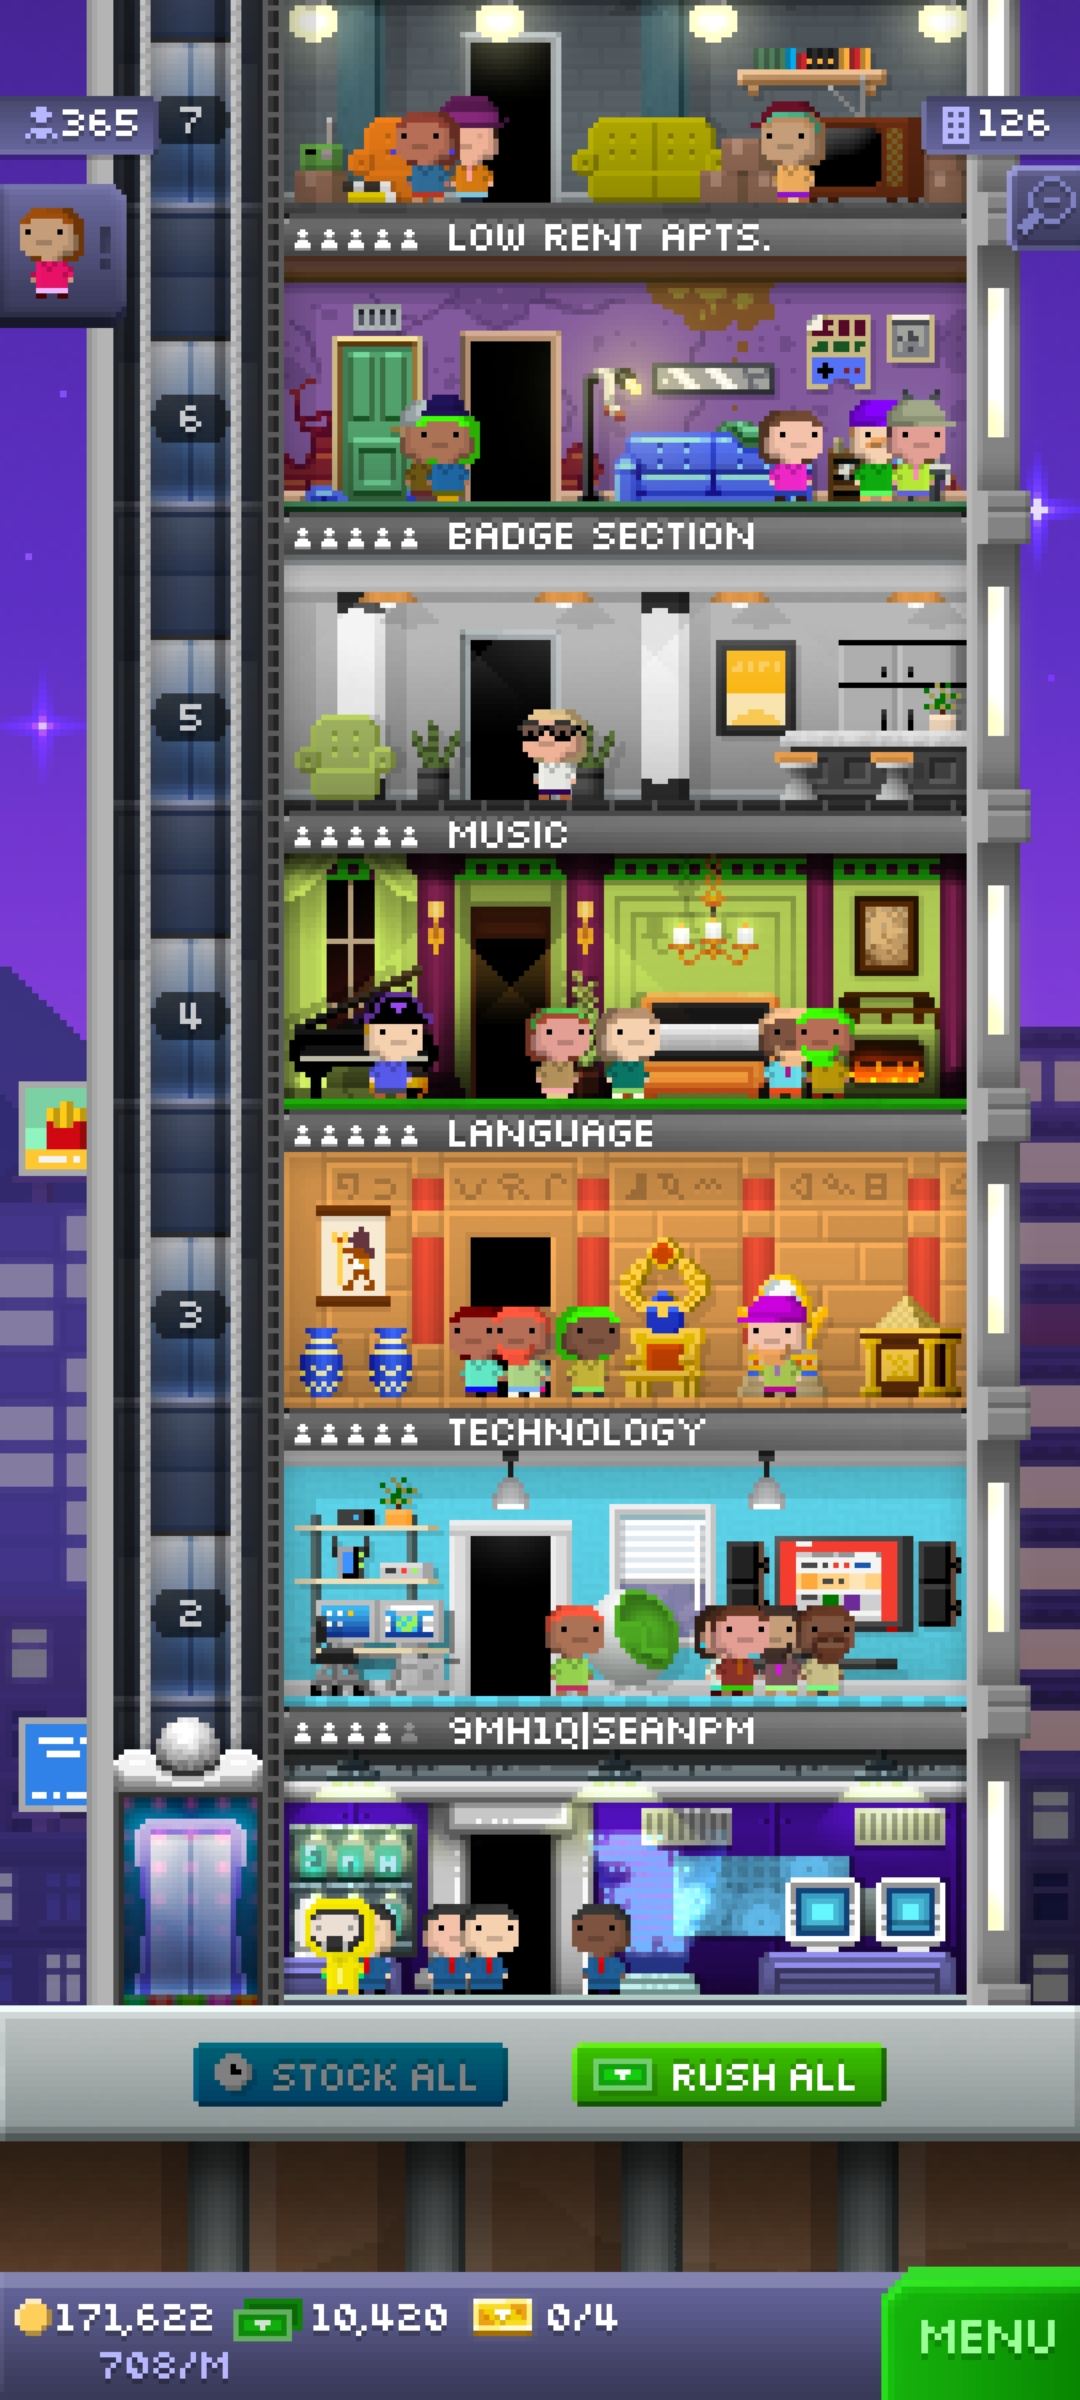 7
365
126
LOW RENT APTS.
6
BADGE SECTION
5
MUSIC
4
LANGUAGE
3
TECHNOLOGY
2
9MH1Q|SEANPM
STOCK ALL
RUSH ALL
171,622
10,420
0/4
708/M
MENU